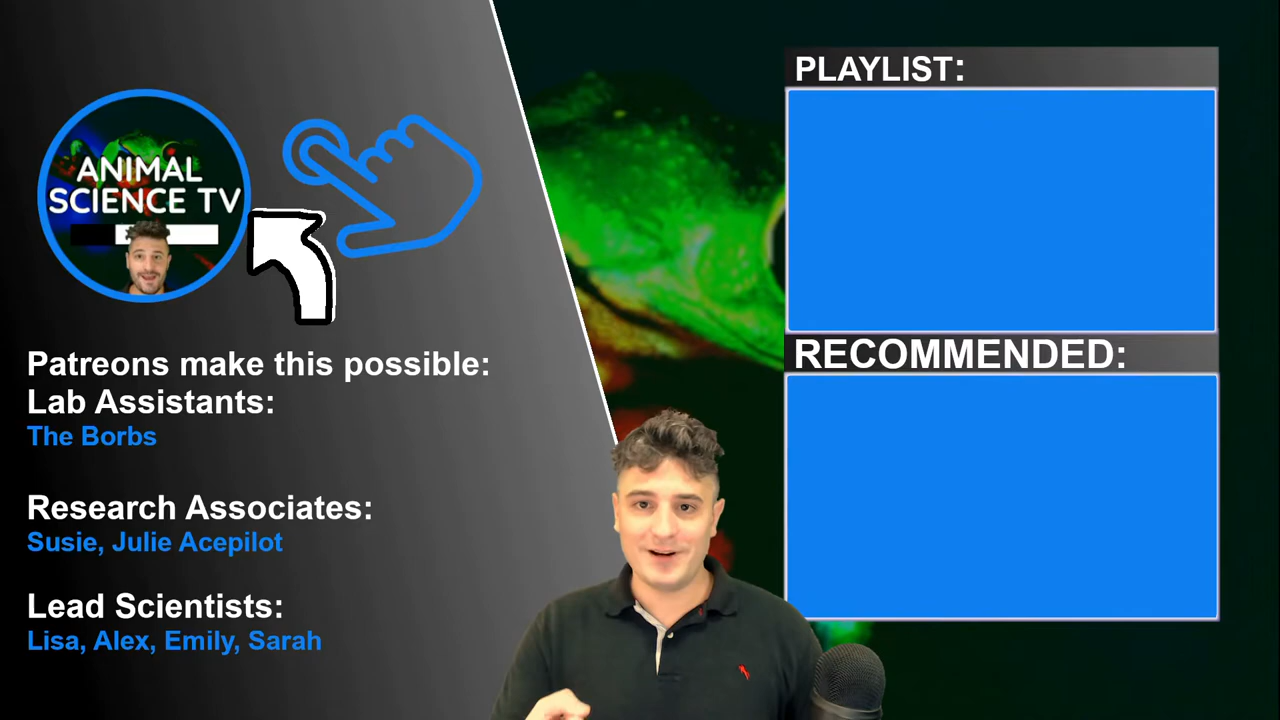 ANIMAL
SCIENCE TV
Patreons make this possible:
Lab Assistants:
The Borbs
Research Associates:
Susie, Julie Acepilot
Lead Scientists:
Lisa, Alex, Emily, Sarah
PLAYLIST:
RECOMMENDED: